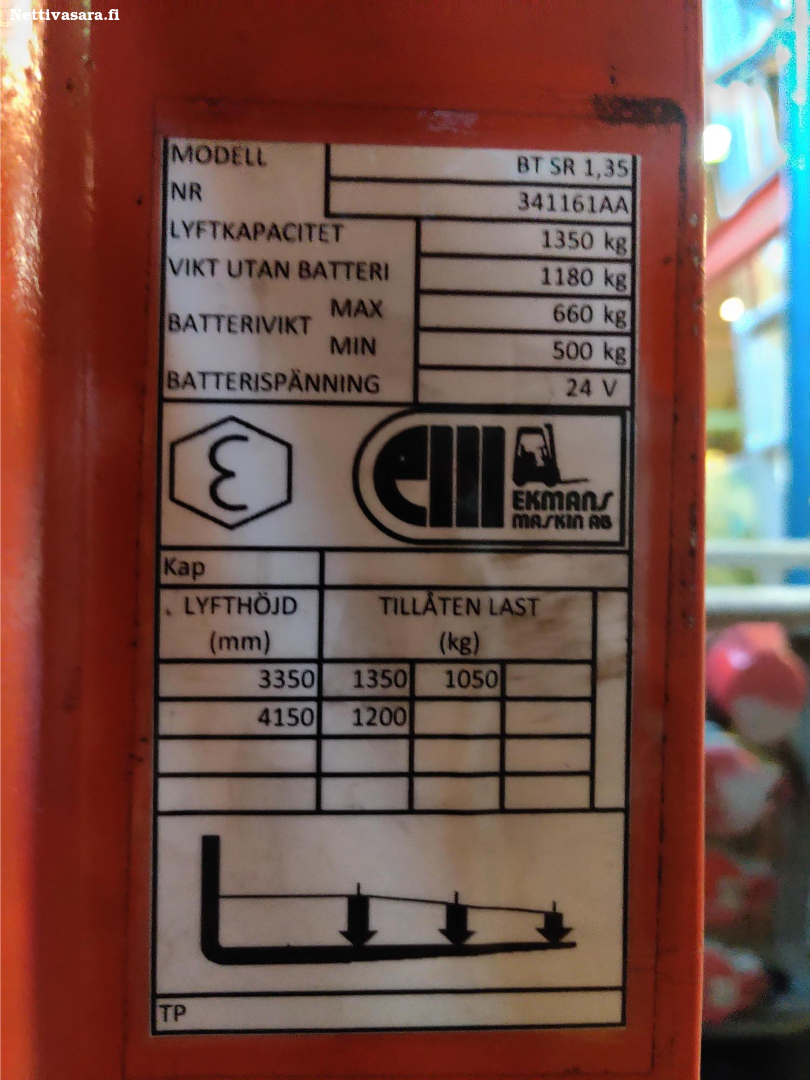 Nettivasara.fi
MODELL BT SR 1,35
NR 341161AA
LYFTKAPACITET 1350 kg
VIKT UTAN BATTERI 1180 kg
BATTERIVIKT MAX 660 kg
MIN 500 kg
BATTERISPÄNNING 24 V
ε em EKMANS
MASKIN AB
Kap
LYFTHÖJD TILLÅTEN LAST
(mm) (kg)
3350 1350 1050
4150 1200
TP